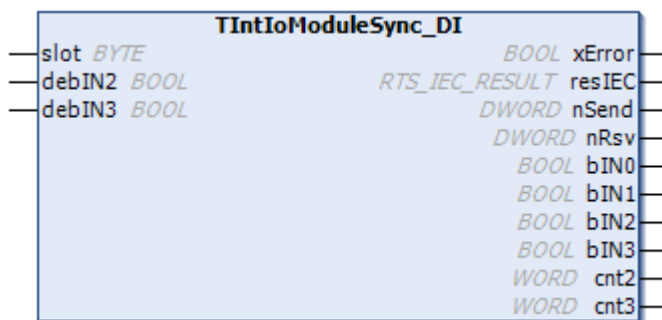 TIntIoModuleSync_DI
slot BYTE BOOL xError
debIN2 BOOL RTS_IEC_RESULT resIEC
debIN3 BOOL DWORD nSend
DWORD nRsv
BOOL bIN0
BOOL bIN1
BOOL bIN2
BOOL bIN3
WORD cnt2
WORD cnt3